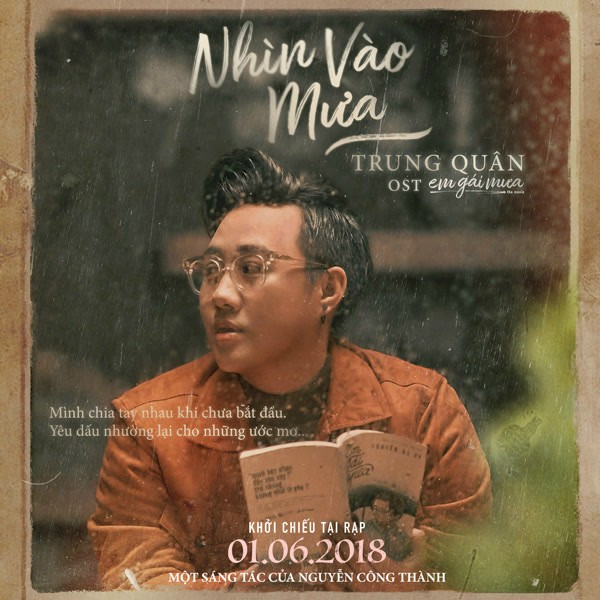 Nhìn Vào
Mưa
TRUNG QUÂN
OST em gái mưa
the movie
Mình chia tay nhau khi chưa bắt đầu.
Yêu dấu nhường lại cho những ước mơ....
KHỞI CHIẾU TẠI RẠP
01.06.2018
MỘT SÁNG TÁC CỦA NGUYỄN CÔNG THÀNH